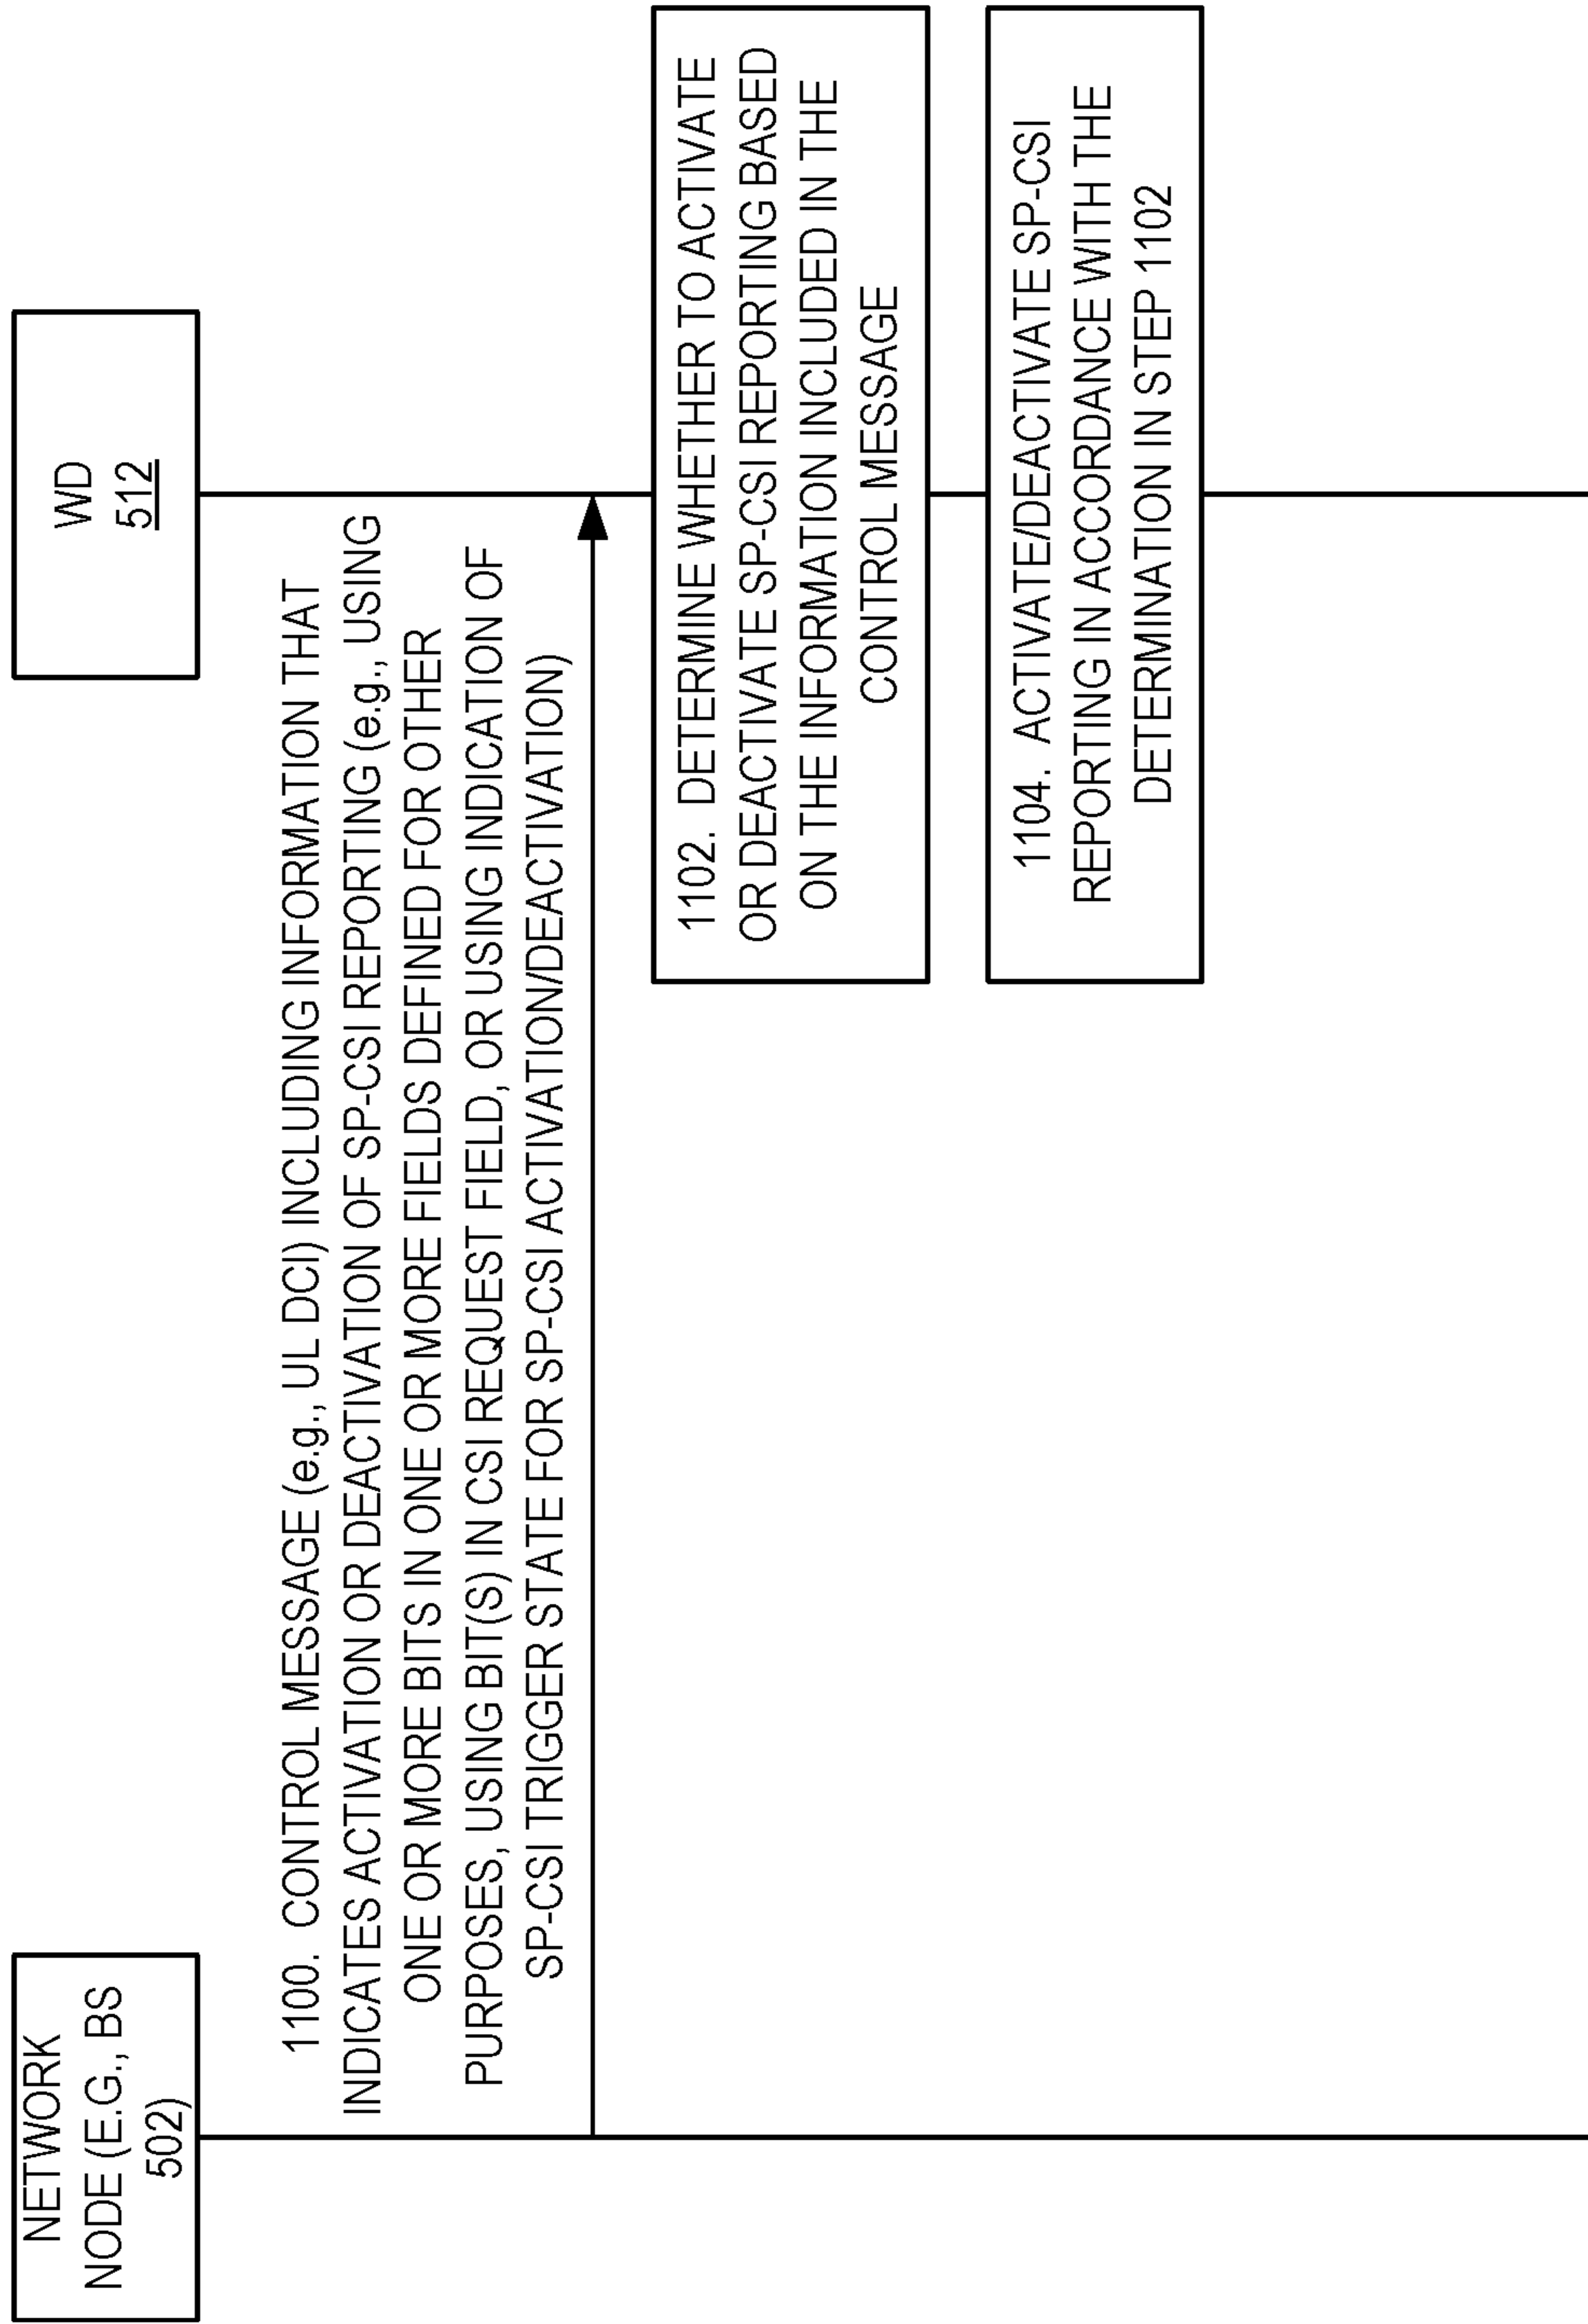 NETWORK
NODE (E.G., BS
502)
WD
512
1100. CONTROL MESSAGE (e.g., UL DCI) INCLUDING INFORMATION THAT
INDICATES ACTIVATION OR DEACTIVATION OF SP-CSI REPORTING (e.g., USING
ONE OR MORE BITS IN ONE OR MORE FIELDS DEFINED FOR OTHER
PURPOSES, USING BIT(S) IN CSI REQUEST FIELD, OR USING INDICATION OF
SP-CSI TRIGGER STATE FOR SP-CSI ACTIVATION/DEACTIVATION)
1102. DETERMINE WHETHER TO ACTIVATE
OR DEACTIVATE SP-CSI REPORTING BASED
ON THE INFORMATION INCLUDED IN THE
CONTROL MESSAGE
1104. ACTIVATE/DEACTIVATE SP-CSI
REPORTING IN ACCORDANCE WITH THE
DETERMINATION IN STEP 1102